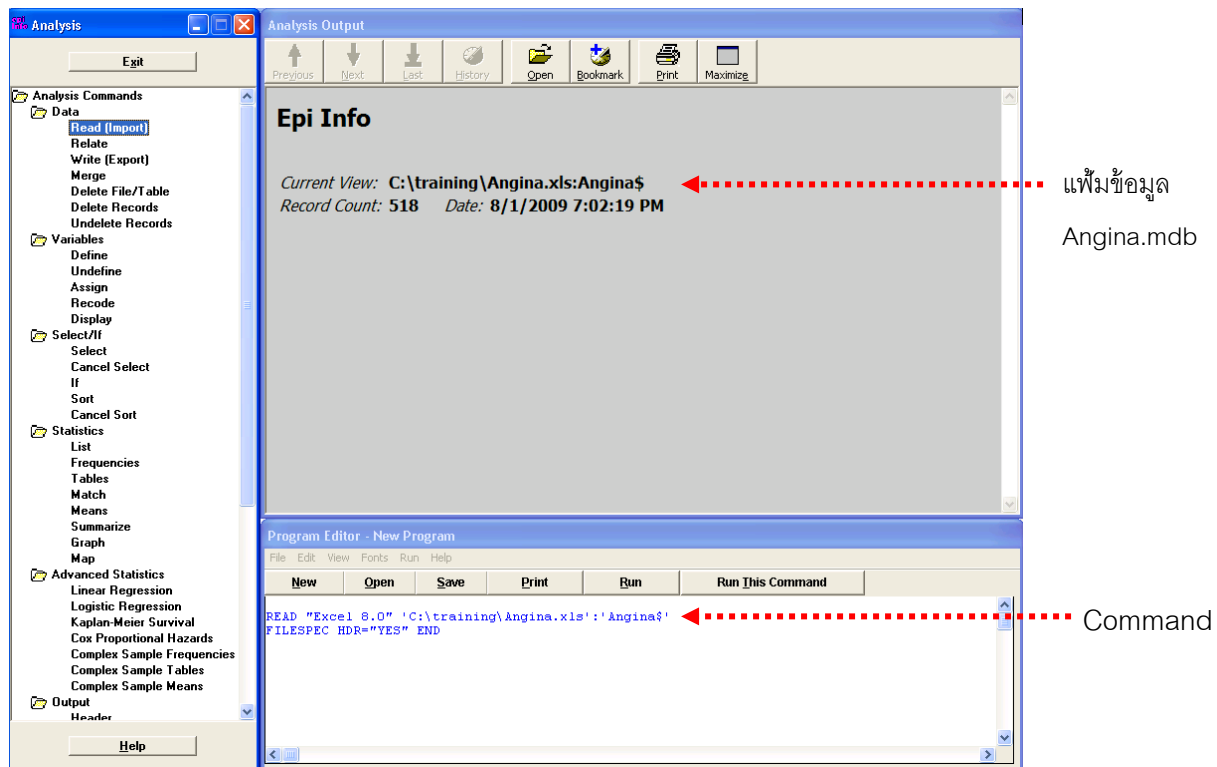 Analysis
Exit
Analysis Commands
Data
Read (Import)
Relate
Write (Export)
Merge
Delete File/Table
Delete Records
Undelete Records
Variables
Define
Undefine
Assign
Recode
Display
Select/If
Select
Cancel Select
If
Sort
Cancel Sort
Statistics
List
Frequencies
Tables
Match
Means
Summarize
Graph
Map
Advanced Statistics
Linear Regression
Logistic Regression
Kaplan-Meier Survival
Cox Proportional Hazards
Complex Sample Frequencies
Complex Sample Tables
Complex Sample Means
Output
Header
Help
Analysis Output
Previous Next Last History Open Bookmark Print Maximize
Epi Info
Current View: C:\training\Angina.xls:Angina$
Record Count: 518 Date: 8/1/2009 7:02:19 PM
แฟ้มข้อมูล
Angina.mdb
Program Editor - New Program
File Edit View Fonts Run Help
New Open Save Print Run Run This Command
READ "Excel 8.0" 'C:\training\Angina.xls':'Angina$'
FILESPEC HDR="YES" END
Command